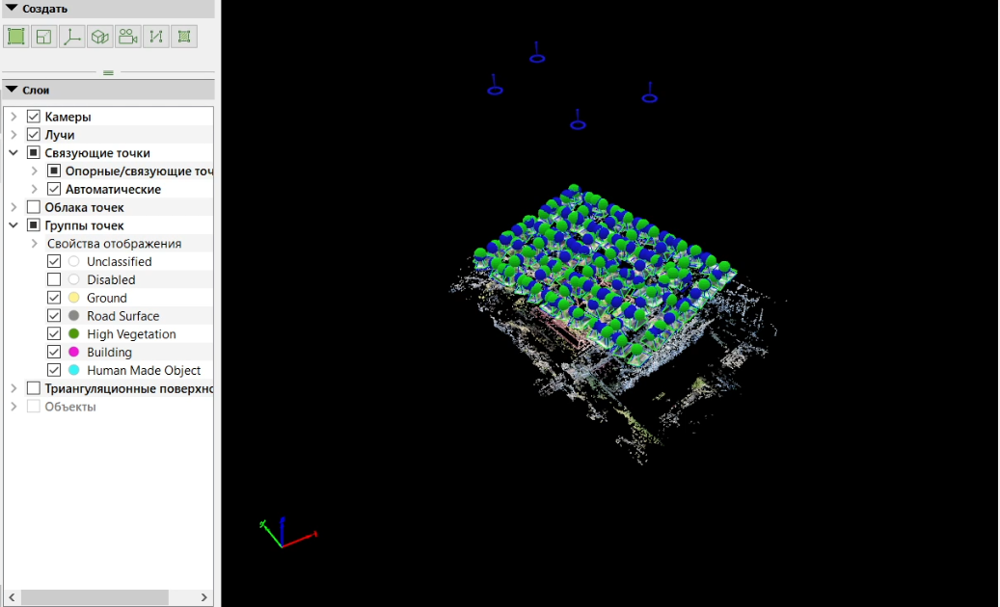 Создать
Слои
Камеры
Лучи
Связующие точки
Опорные/связующие точ
Автоматические
Облака точек
Группы точек
Свойства отображения
Unclassified
Disabled
Ground
Road Surface
High Vegetation
Building
Human Made Object
Триангуляционные поверхно
Объекты